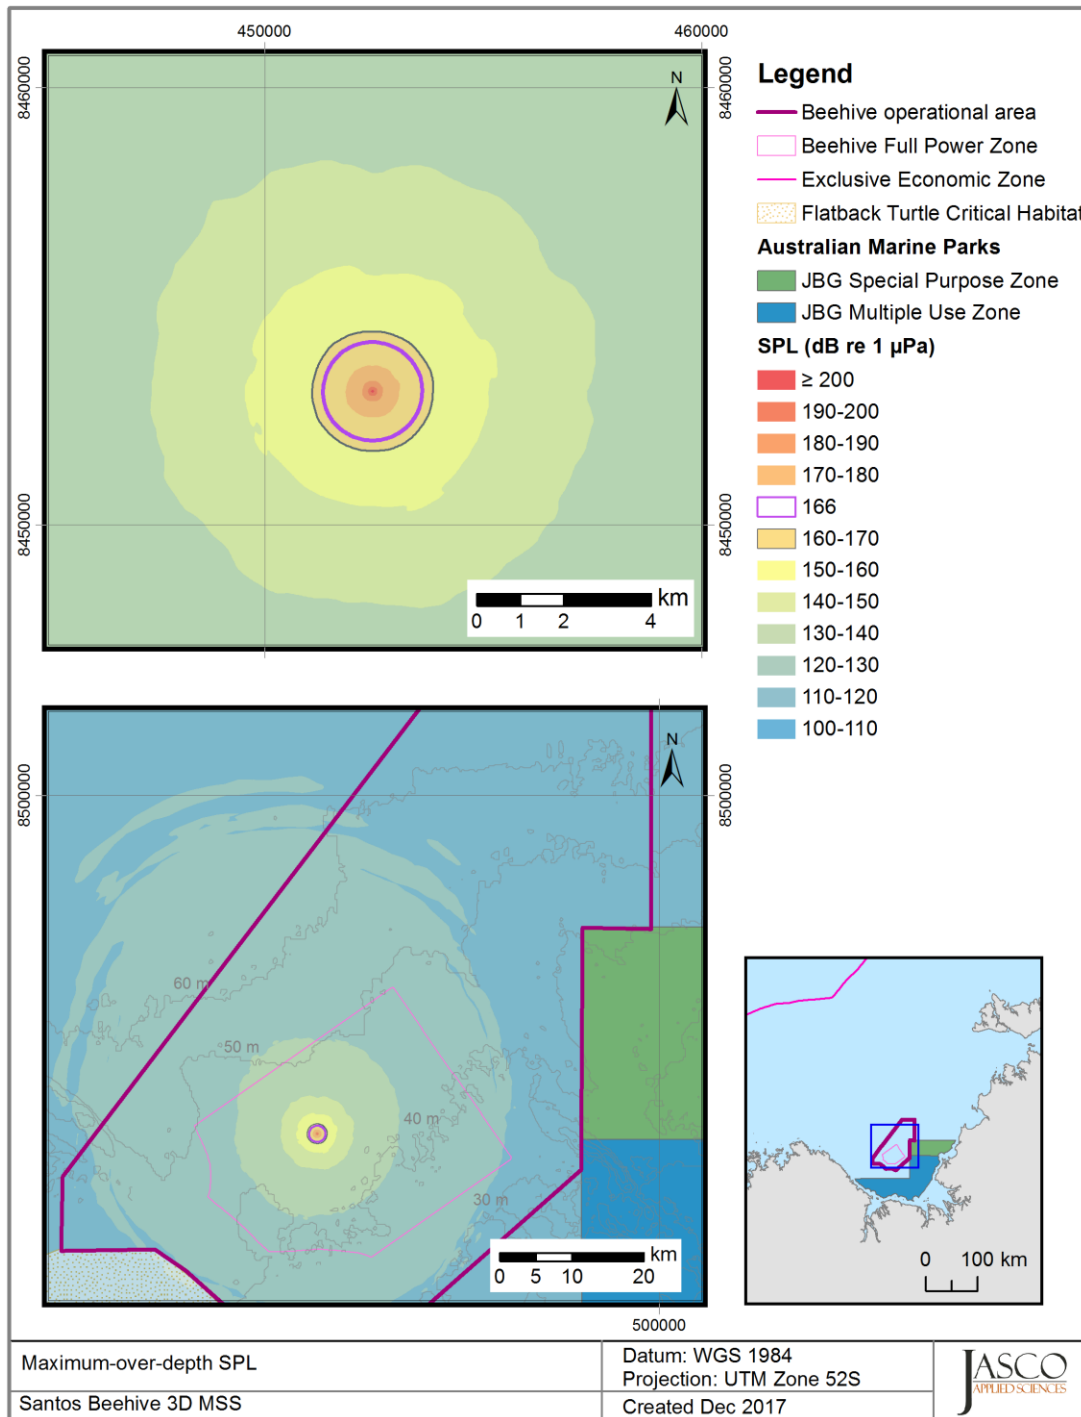 450000
460000
8460000
8460000
N
8450000
8450000
km
0 1 2 4
Legend
Beehive operational area
Beehive Full Power Zone
Exclusive Economic Zone
Flatback Turtle Critical Habitat
Australian Marine Parks
JBG Special Purpose Zone
JBG Multiple Use Zone
SPL (dB re 1 µPa)
≥ 200
190-200
180-190
170-180
166
160-170
150-160
140-150
130-140
120-130
110-120
100-110
N
8500000
8500000
60 m
50 m
40 m
30 m
km
0 5 10 20
500000
0 100 km
Maximum-over-depth SPL
Santos Beehive 3D MSS
Datum: WGS 1984
Projection: UTM Zone 52S
Created Dec 2017
JASCO
APPLIED SCIENCES